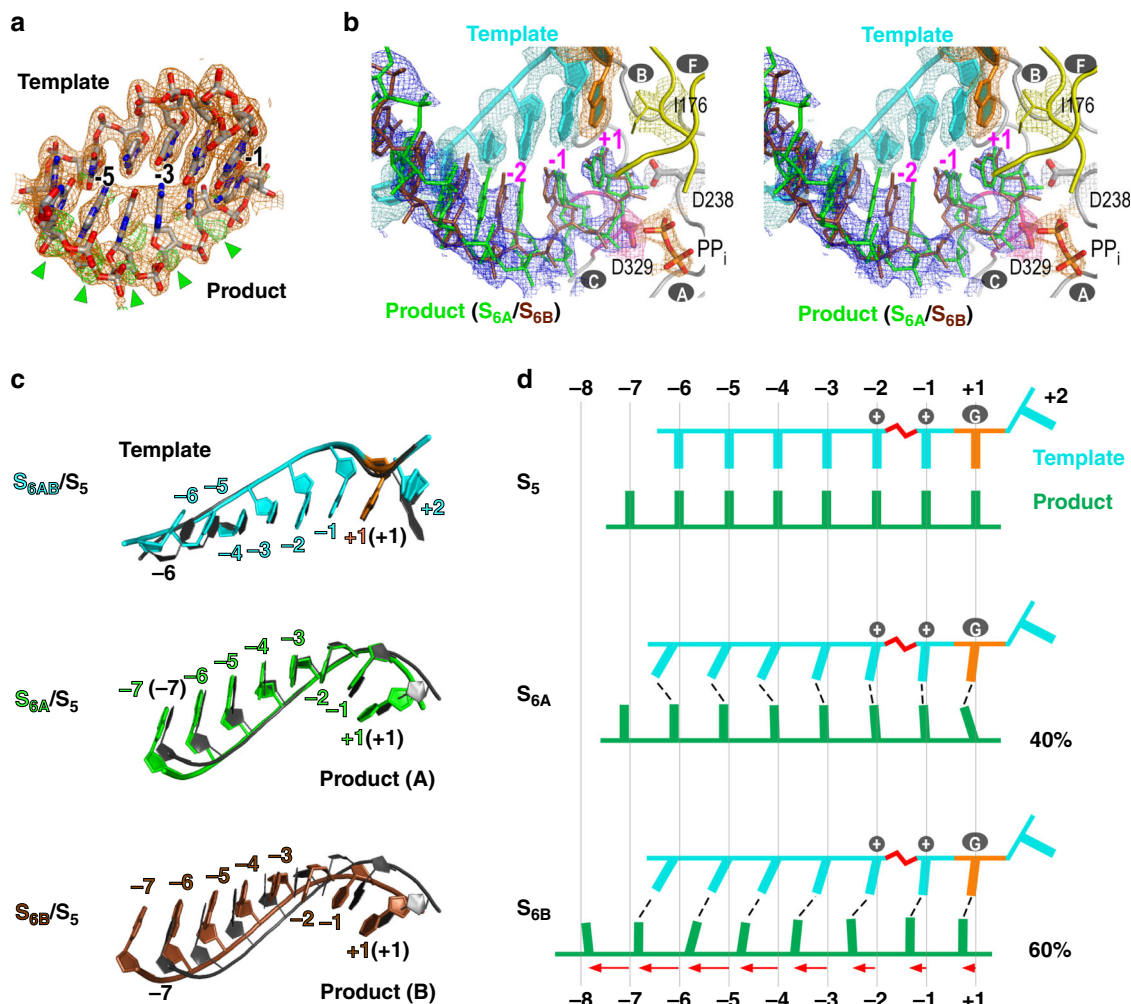 a
Template
-5
-3
-1
Product
b
Template
B
F
I176
+1
-1
-2
D238
PPi
D329
C
A
Product (S6A/S6B)
Template
B
F
I176
+1
-1
-2
D238
PPi
D329
C
A
Product (S6A/S6B)
c
Template
S6AB/S5
−6
−5
−4
−3
−2
−1
+1(+1)
+2
−6
S6A/S5
−7 (−7)
−6
−5
−4
−3
−2
−1
+1(+1)
Product (A)
S6B/S5
−7
−6
−5
−4
−3
−2
−1
+1(+1)
−7
Product (B)
d
−8 −7 −6 −5 −4 −3 −2 −1 +1
+2
+ + G
Template
S5
Product
+ + G
S6A
40%
+ + G
S6B
60%
−8 −7 −6 −5 −4 −3 −2 −1 +1